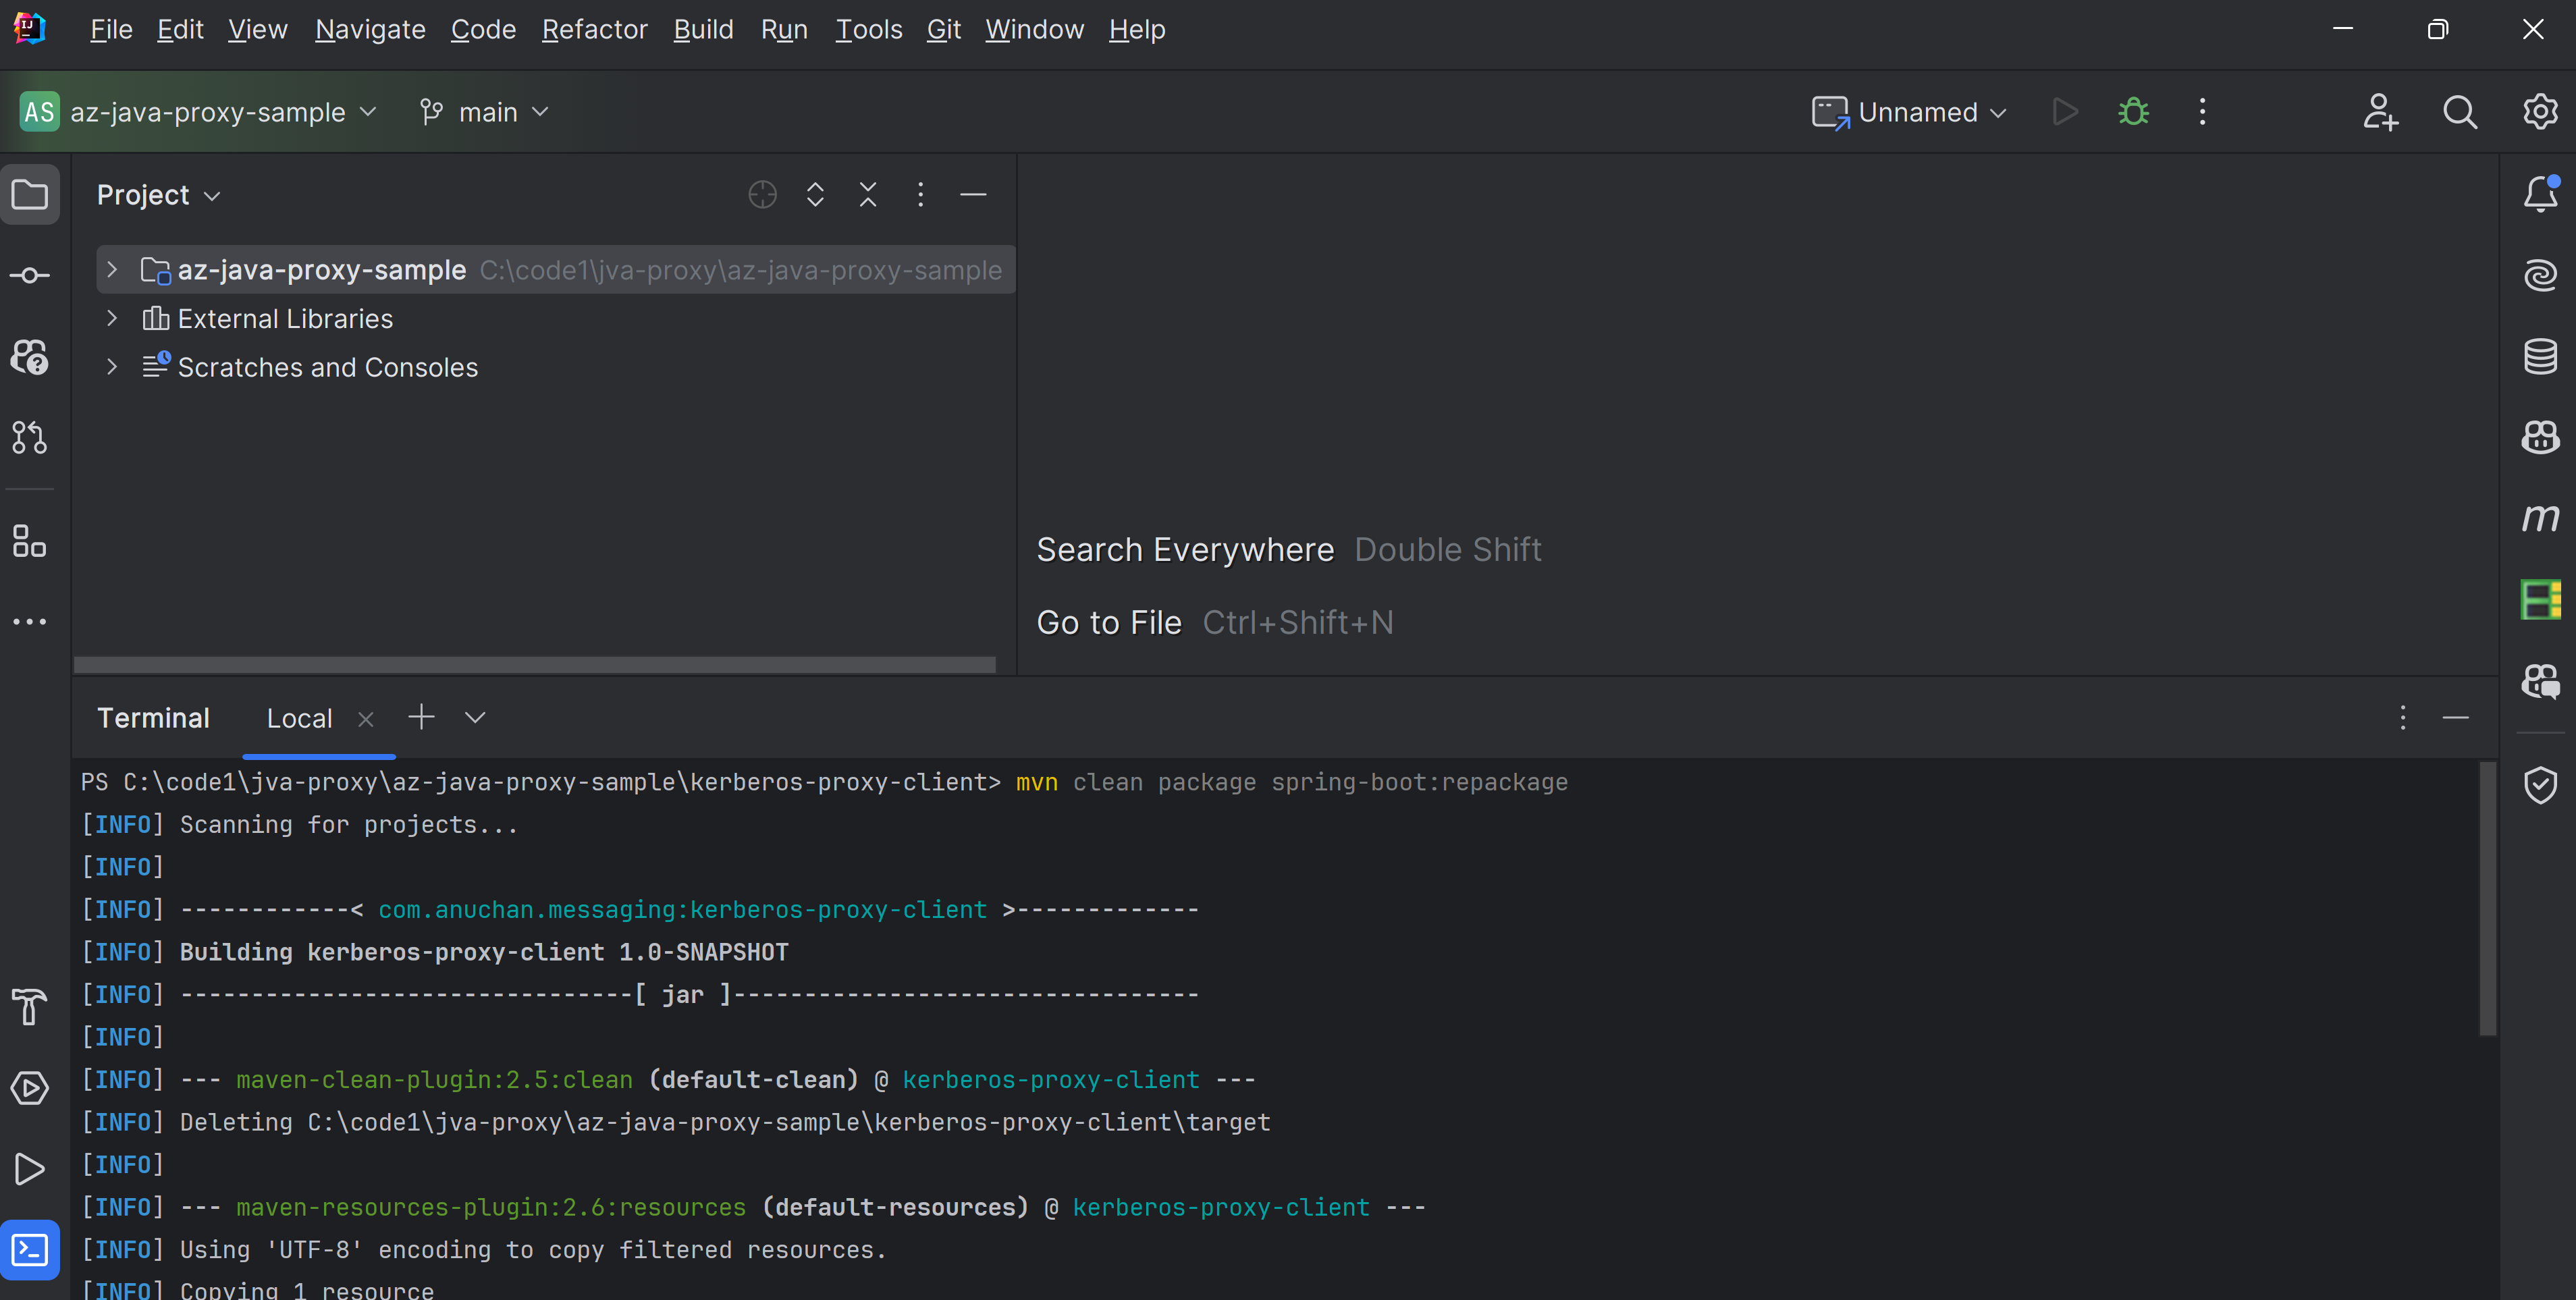 File Edit View Navigate Code Refactor Build Run Tools Git Window Help
AS az-java-proxy-sample main Unnamed
Project
az-java-proxy-sample C:\code1\jva-proxy\az-java-proxy-sample
External Libraries
Scratches and Consoles
Search Everywhere Double Shift
Go to File Ctrl+Shift+N
Terminal Local
PS C:\code1\jva-proxy\az-java-proxy-sample\kerberos-proxy-client> mvn clean package spring-boot:repackage
[INFO] Scanning for projects...
[INFO]
[INFO] ------------< com.anuchan.messaging:kerberos-proxy-client >-------------
[INFO] Building kerberos-proxy-client 1.0-SNAPSHOT
[INFO] --------------------------------[ jar ]---------------------------------
[INFO]
[INFO] --- maven-clean-plugin:2.5:clean (default-clean) @ kerberos-proxy-client ---
[INFO] Deleting C:\code1\jva-proxy\az-java-proxy-sample\kerberos-proxy-client\target
[INFO]
[INFO] --- maven-resources-plugin:2.6:resources (default-resources) @ kerberos-proxy-client ---
[INFO] Using 'UTF-8' encoding to copy filtered resources.
[INFO] Copying 1 resource